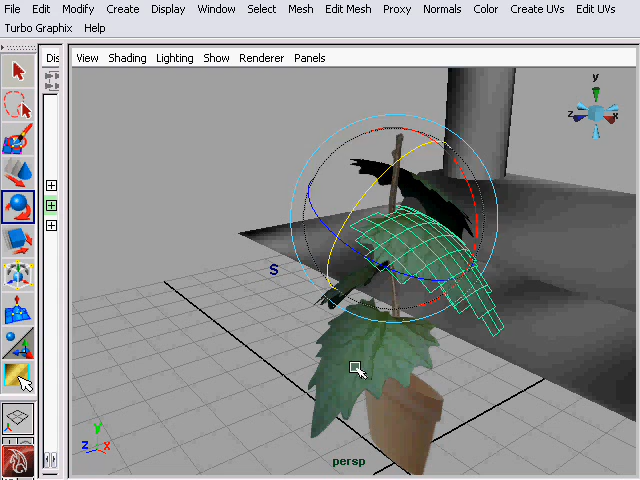 File Edit Modify Create Display Window Select Mesh Edit Mesh Proxy Normals Color Create UVs Edit UVs
Turbo Graphix Help
Dis View Shading Lighting Show Renderer Panels
y
z x
S
y
z x
persp